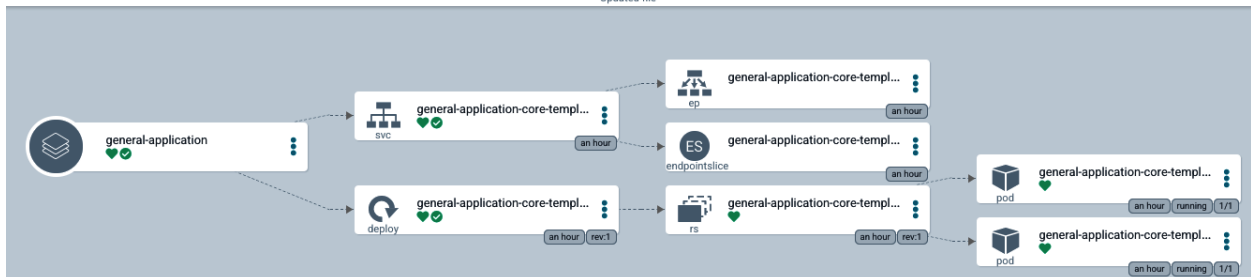 Updated file
general-application
general-application-core-templ...
svc
an hour
general-application-core-templ...
ep
an hour
ES
general-application-core-templ...
endpointslice
an hour
general-application-core-templ...
deploy
an hour rev:1
general-application-core-templ...
rs
an hour rev:1
general-application-core-templ...
pod
an hour running 1/1
general-application-core-templ...
pod
an hour running 1/1